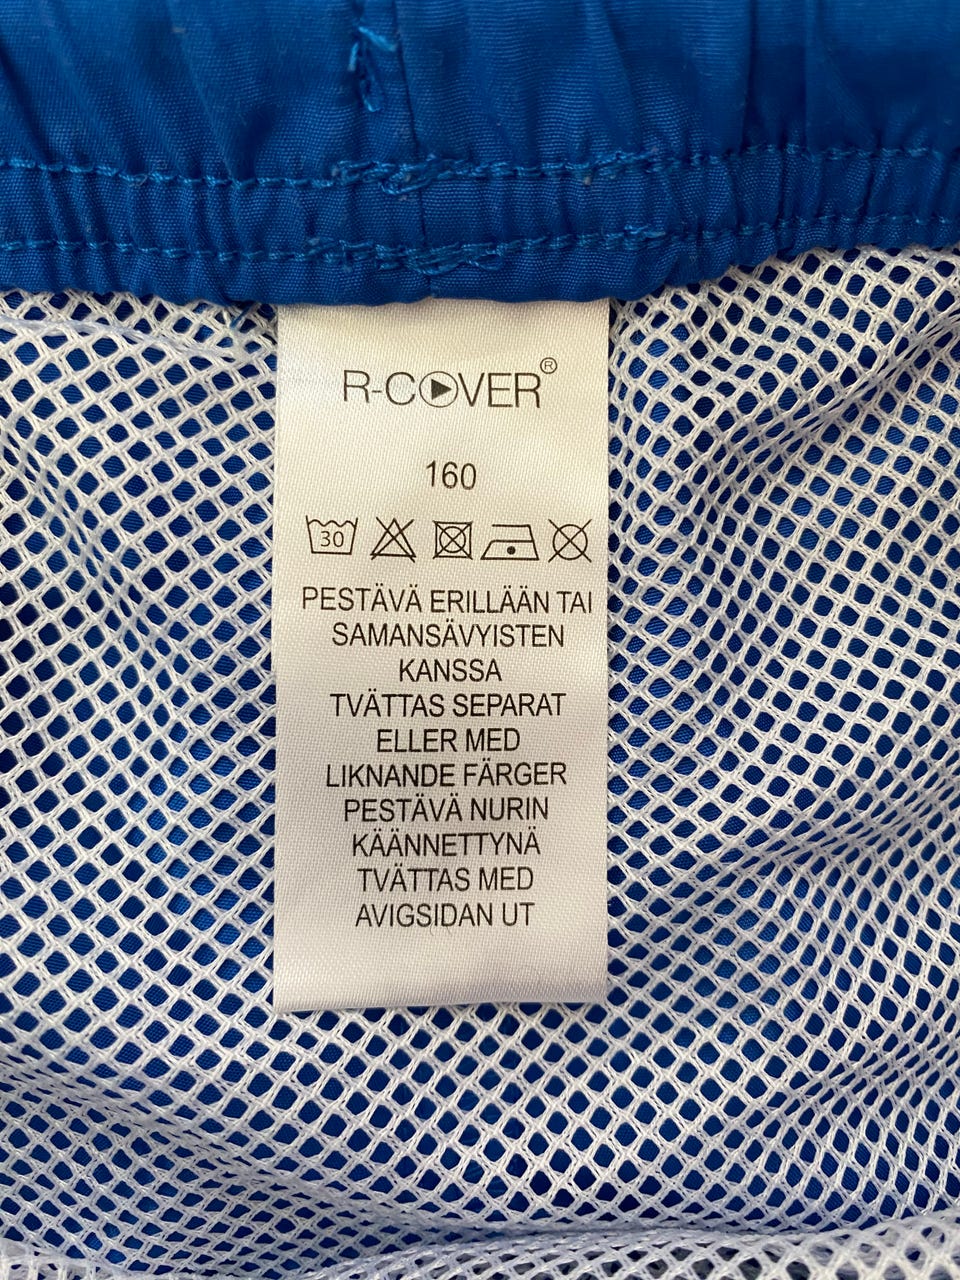 R-COVER®
160
30
PESTÄVÄ ERILLÄÄN TAI
SAMANSÄVYISTEN
KANSSA
TVÄTTAS SEPARAT
ELLER MED
LIKNANDE FÄRGER
PESTÄVÄ NURIN
KÄÄNNETTYNÄ
TVÄTTAS MED
AVIGSIDAN UT